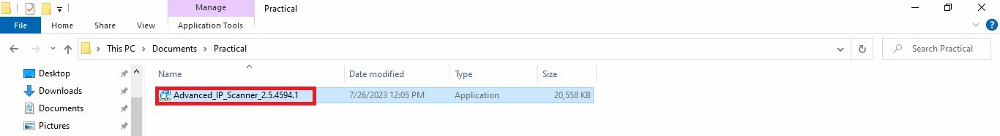 Manage Practical
File Home Share View Application Tools
This PC Documents Practical Search Practical
Desktop Name Date modified Type Size
Downloads
Advanced_IP_Scanner_2.5.4594.1 7/26/2023 12:05 PM Application 20,558 KB
Documents
Pictures